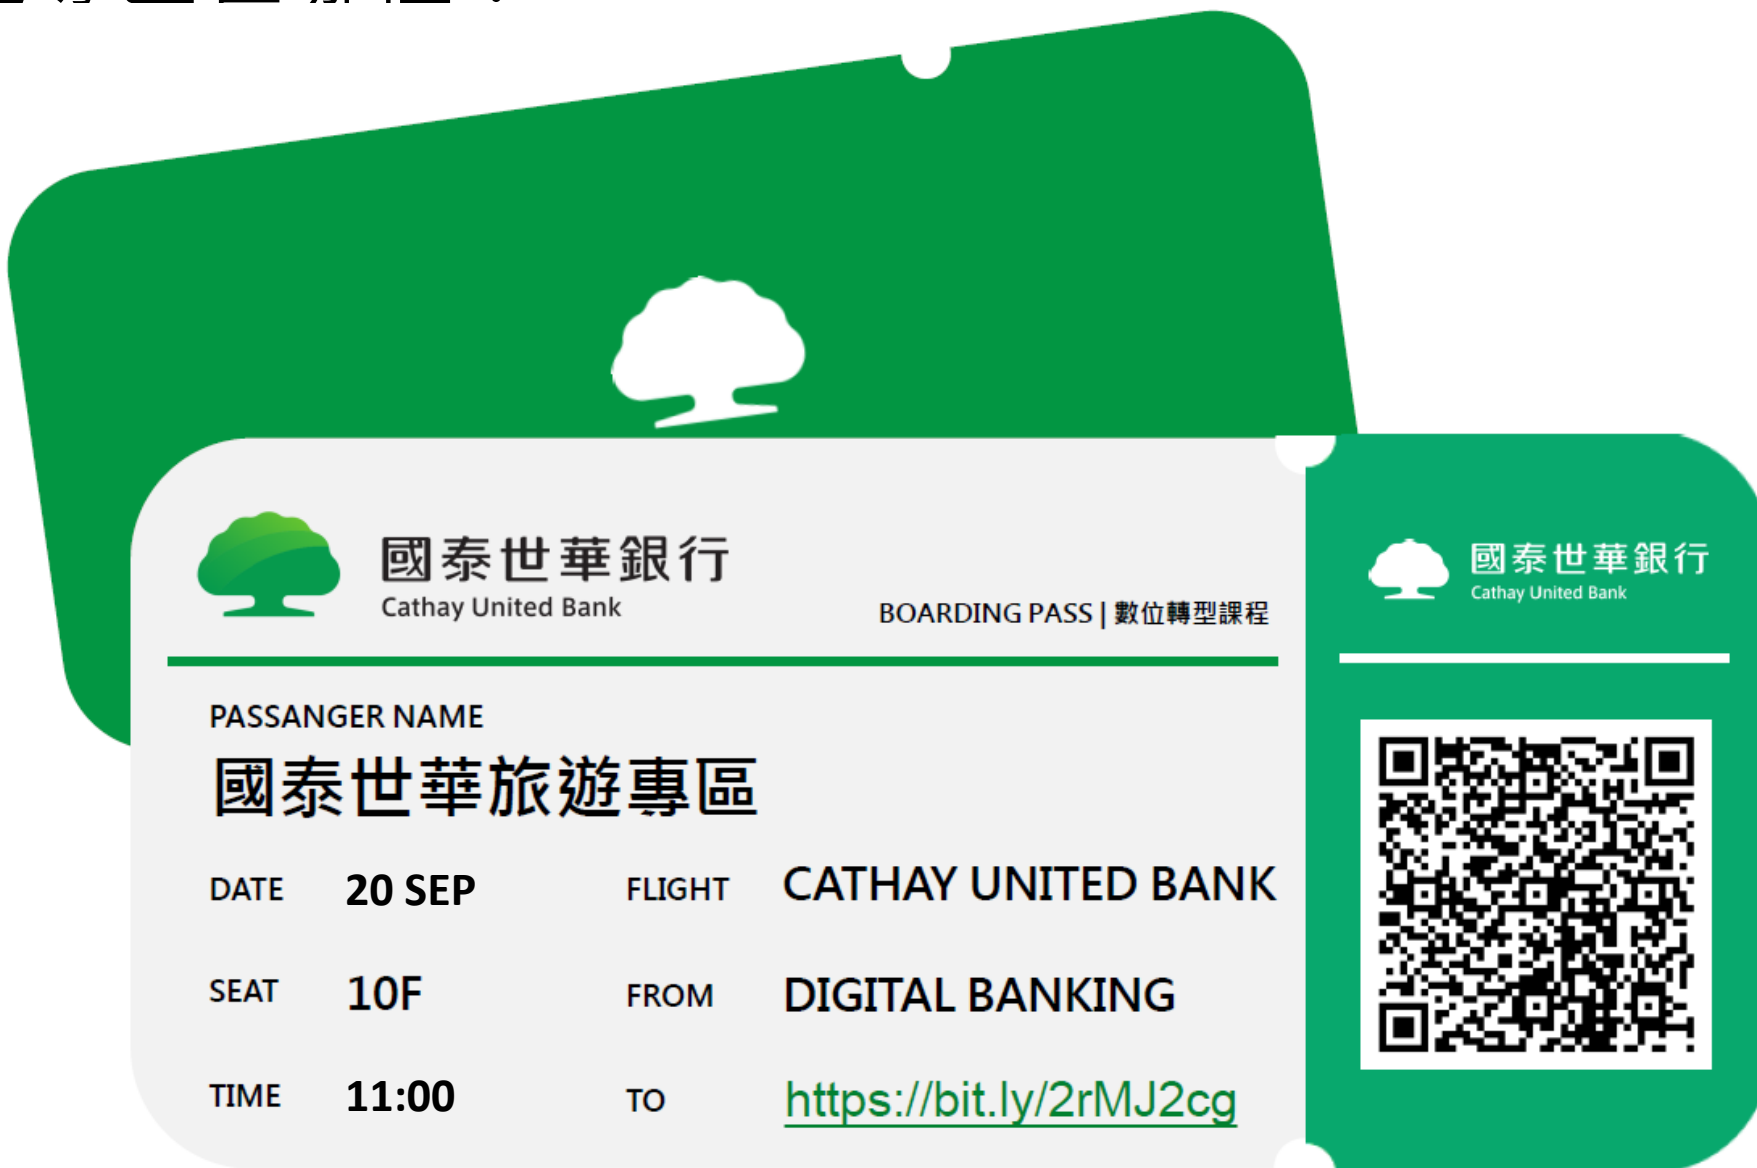 國泰世華銀行
Cathay United Bank
BOARDING PASS | 數位轉型課程
PASSANGER NAME
國泰世華旅遊專區
DATE 20 SEP FLIGHT CATHAY UNITED BANK
SEAT 10F FROM DIGITAL BANKING
TIME 11:00 TO https://bit.ly/2rMJ2cg
國泰世華銀行
Cathay United Bank